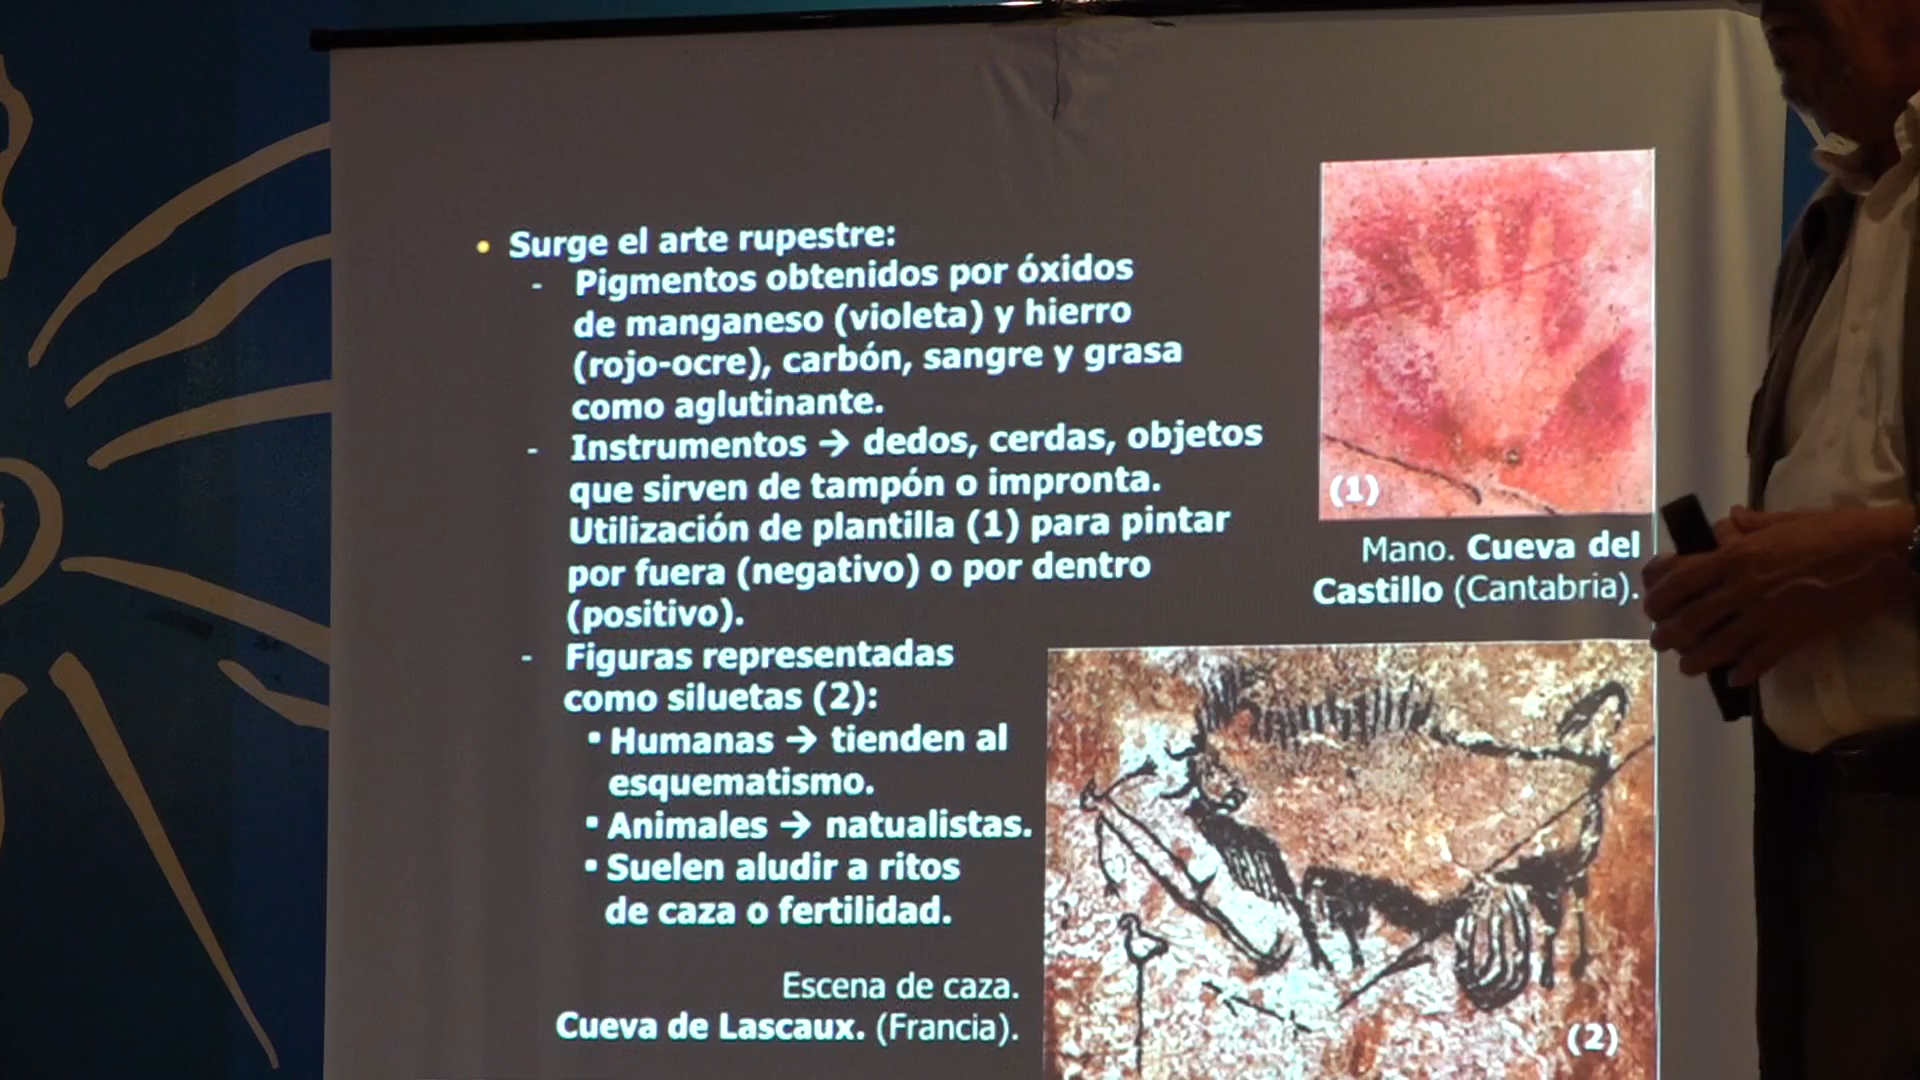 • Surge el arte rupestre:
- Pigmentos obtenidos por óxidos
de manganeso (violeta) y hierro
(rojo-ocre), carbón, sangre y grasa
como aglutinante.
- Instrumentos → dedos, cerdas, objetos
que sirven de tampón o impronta.
Utilización de plantilla (1) para pintar
por fuera (negativo) o por dentro
(positivo).
- Figuras representadas
como siluetas (2):
▪ Humanas → tienden al
esquematismo.
▪ Animales → natualistas.
▪ Suelen aludir a ritos
de caza o fertilidad.
Escena de caza.
Cueva de Lascaux. (Francia).
(1)
Mano. Cueva del
Castillo (Cantabria).
(2)